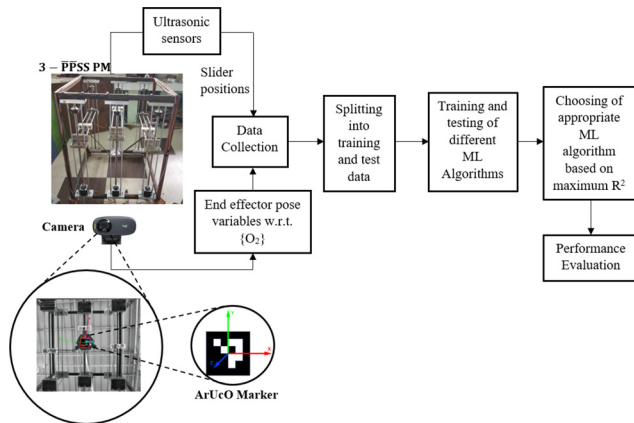 Ultrasonic
sensors
3 – P̅P̅SS PM
Slider
positions
Data
Collection
Splitting
into
training
and test
data
Training and
testing of
different
ML
Algorithms
Choosing of
appropriate
ML
algorithm
based on
maximum R²
End effector pose
variables w.r.t.
{O₂}
Camera
Performance
Evaluation
Y
X
ArUcO Marker